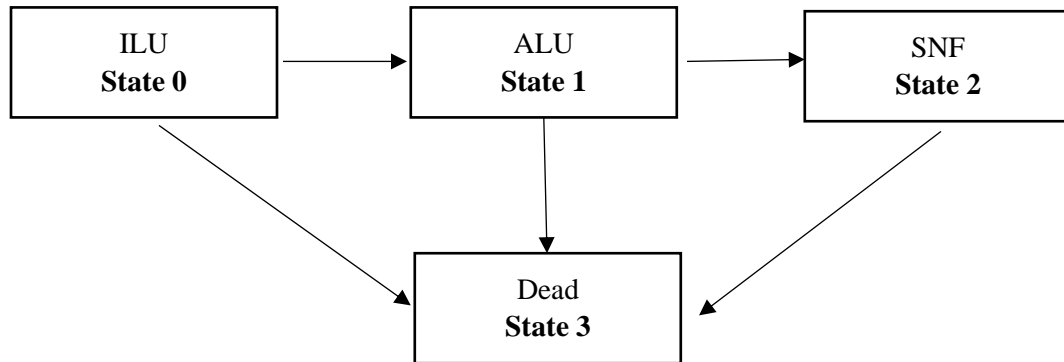 ILU
State 0
ALU
State 1
SNF
State 2
Dead
State 3